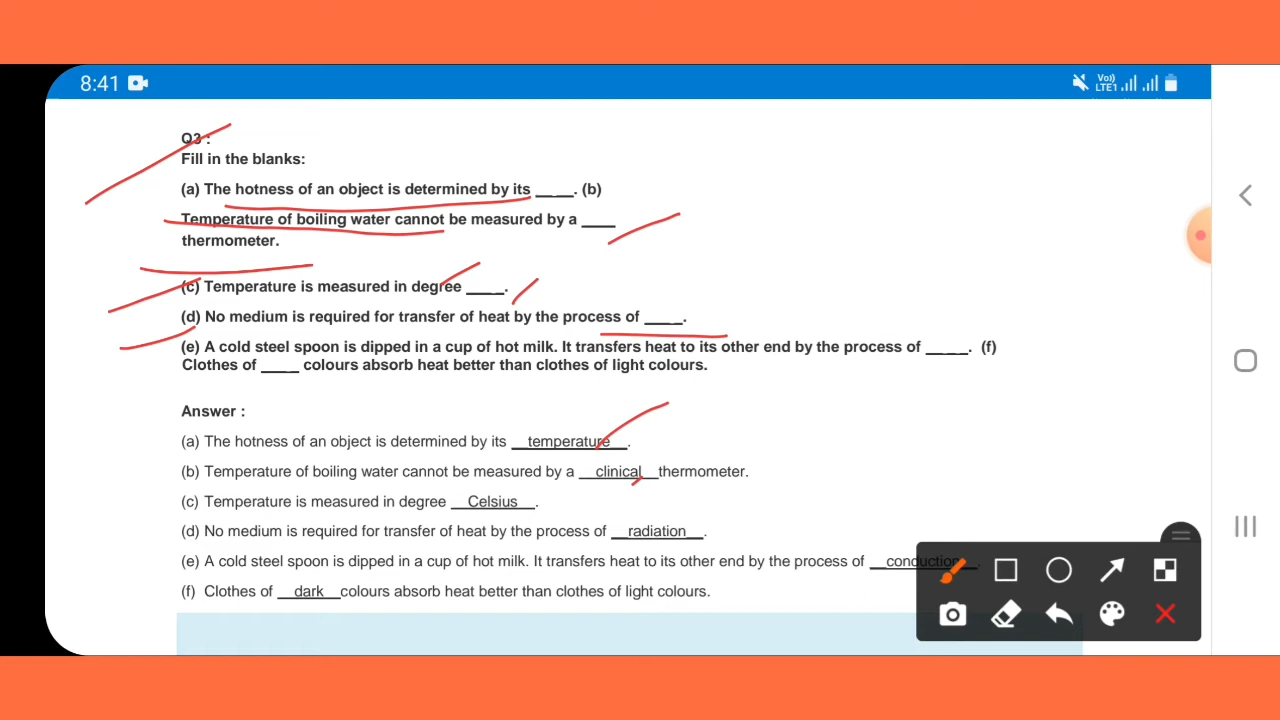 8:41
Vo)) LTE1
Q3 :
Fill in the blanks:
(a) The hotness of an object is determined by its __ __. (b)
Temperature of boiling water cannot be measured by a ____
thermometer.
(c) Temperature is measured in degree ____.
(d) No medium is required for transfer of heat by the process of ____.
(e) A cold steel spoon is dipped in a cup of hot milk. It transfers heat to its other end by the process of ____. (f)
Clothes of ____ colours absorb heat better than clothes of light colours.
Answer :
(a) The hotness of an object is determined by its __temperature__.
(b) Temperature of boiling water cannot be measured by a __clinical__thermometer.
(c) Temperature is measured in degree __Celsius__.
(d) No medium is required for transfer of heat by the process of __radiation__.
(e) A cold steel spoon is dipped in a cup of hot milk. It transfers heat to its other end by the process of __conduction__.
(f) Clothes of __dark__colours absorb heat better than clothes of light colours.